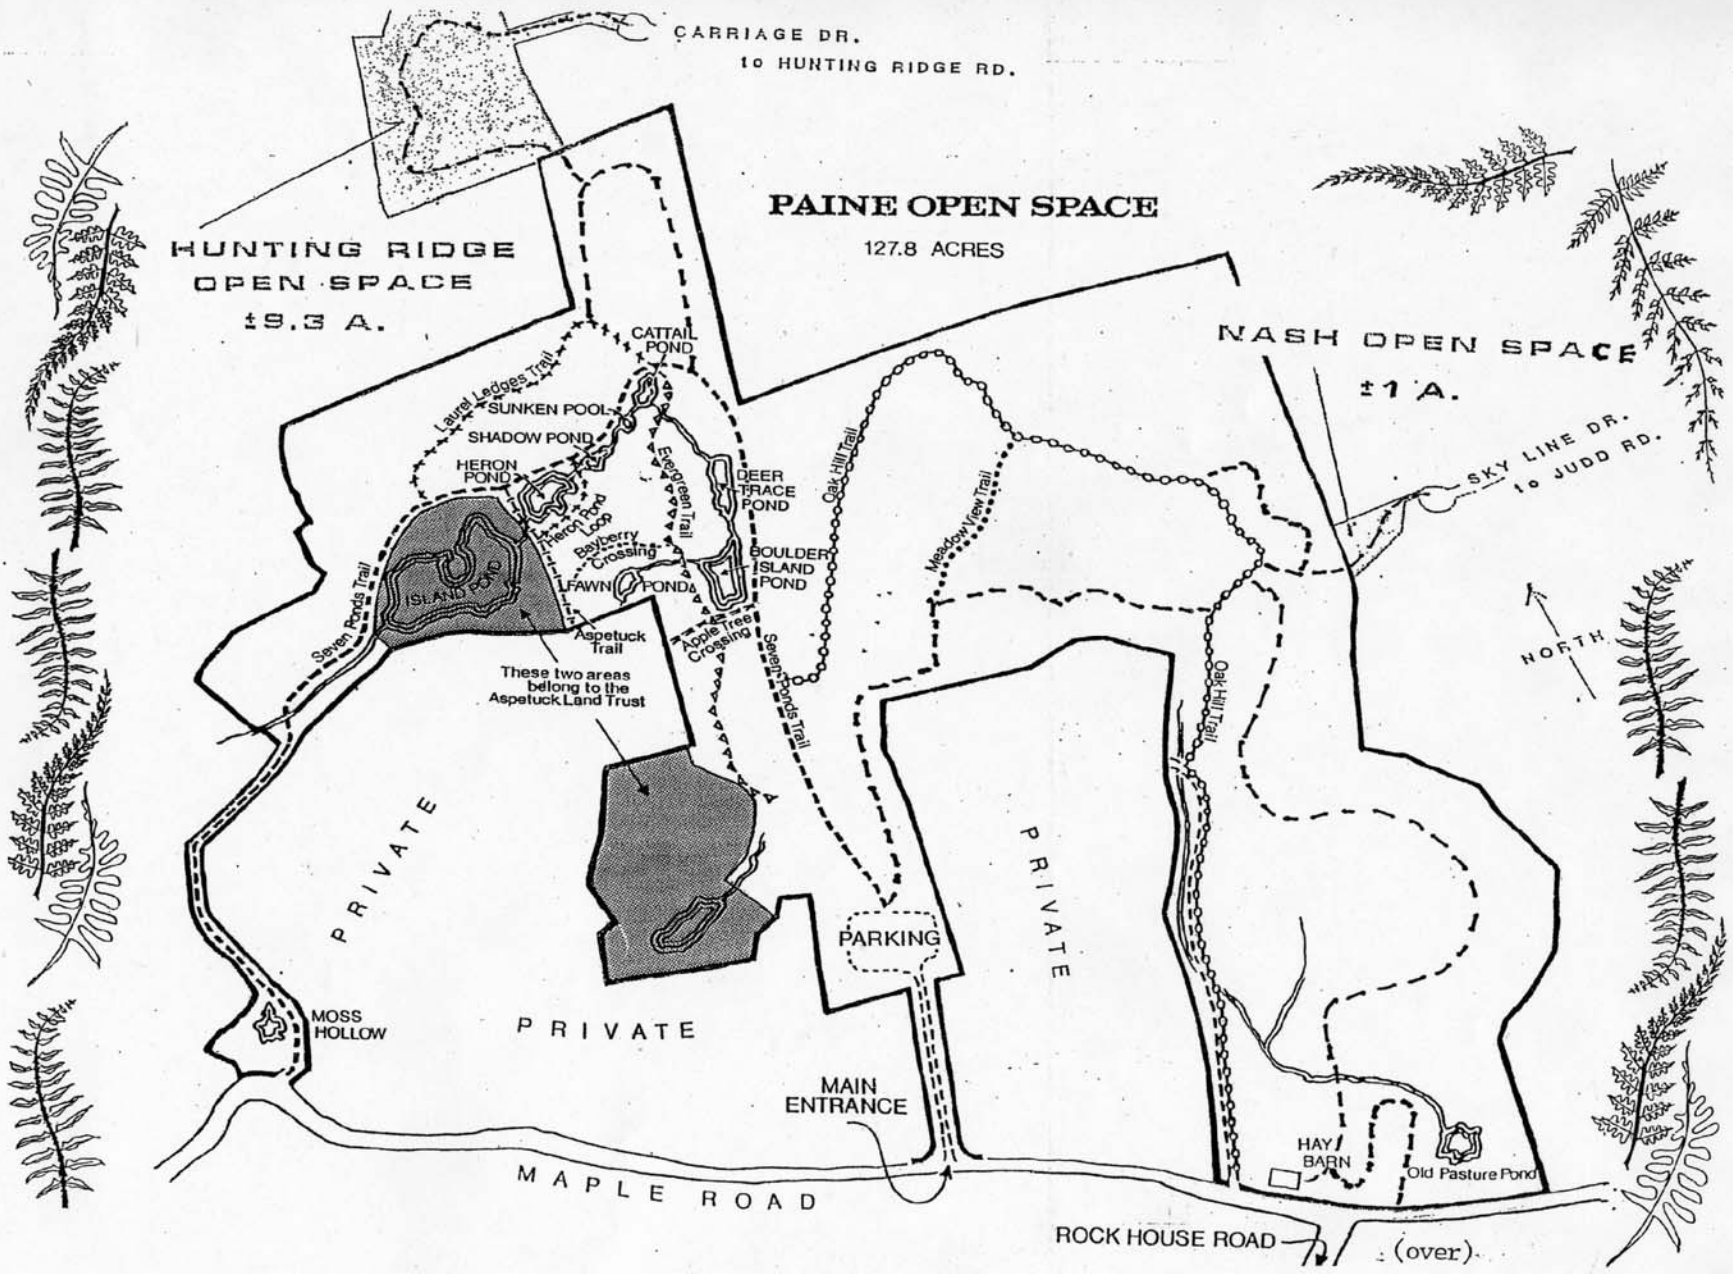 CARRIAGE DR.
to HUNTING RIDGE RD.
PAINE OPEN SPACE
127.8 ACRES
HUNTING RIDGE
OPEN SPACE
±9.3 A.
NASH OPEN SPACE
±1 A.
SKY LINE DR.
to JUDD RD.
NORTH
CATTAIL
POND
Laurel Ledges Trail
SUNKEN POOL
SHADOW POND
HERON
POND
Evergreen Trail
DEER
TRACE
POND
Oak Hill Trail
Meadow View Trail
Heron Pond
Loop
Bayberry
Crossing
BOULDER
ISLAND
POND
FAWN POND
ISLAND POND
Seven Ponds Trail
Aspetuck
Trail
Apple Tree
Crossing
Seven Ponds Trail
Oak Hill Trail
These two areas
belong to the
Aspetuck Land Trust
PRIVATE
PRIVATE
PRIVATE
PARKING
MOSS
HOLLOW
MAIN
ENTRANCE
HAY
BARN
Old Pasture Pond
MAPLE ROAD
ROCK HOUSE ROAD
(over)